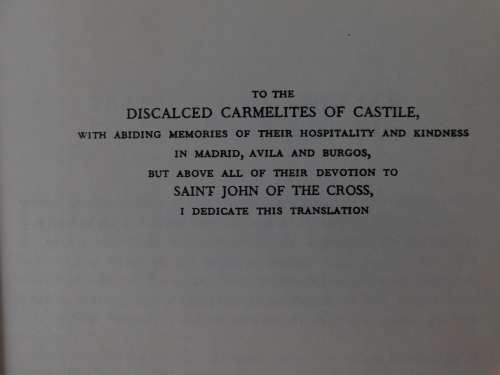 TO THE
DISCALCED CARMELITES OF CASTILE,
WITH ABIDING MEMORIES OF THEIR HOSPITALITY AND KINDNESS
IN MADRID, AVILA AND BURGOS,
BUT ABOVE ALL OF THEIR DEVOTION TO
SAINT JOHN OF THE CROSS,
I DEDICATE THIS TRANSLATION